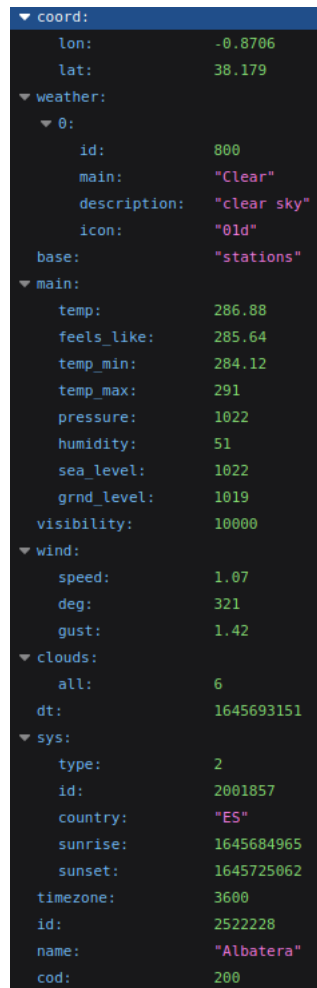 coord:
lon: -0.8706
lat: 38.179
weather:
0:
id: 800
main: "Clear"
description: "clear sky"
icon: "01d"
base: "stations"
main:
temp: 286.88
feels_like: 285.64
temp_min: 284.12
temp_max: 291
pressure: 1022
humidity: 51
sea_level: 1022
grnd_level: 1019
visibility: 10000
wind:
speed: 1.07
deg: 321
gust: 1.42
clouds:
all: 6
dt: 1645693151
sys:
type: 2
id: 2001857
country: "ES"
sunrise: 1645684965
sunset: 1645725062
timezone: 3600
id: 2522228
name: "Albatera"
cod: 200